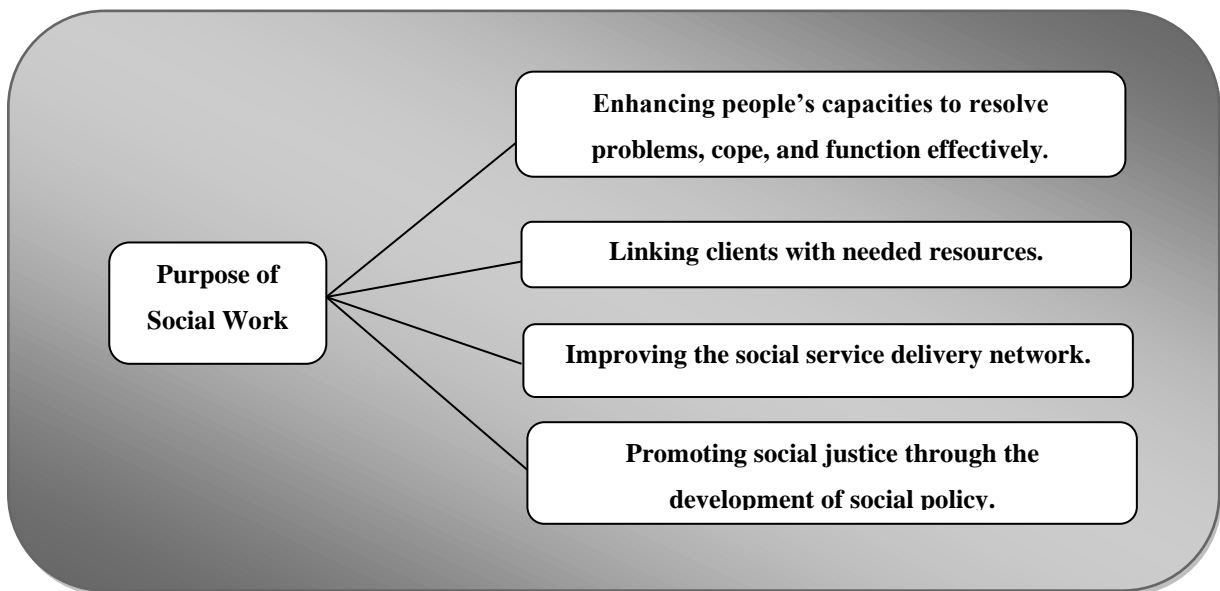 Purpose of
Social Work
Enhancing people’s capacities to resolve
problems, cope, and function effectively.
Linking clients with needed resources.
Improving the social service delivery network.
Promoting social justice through the
development of social policy.